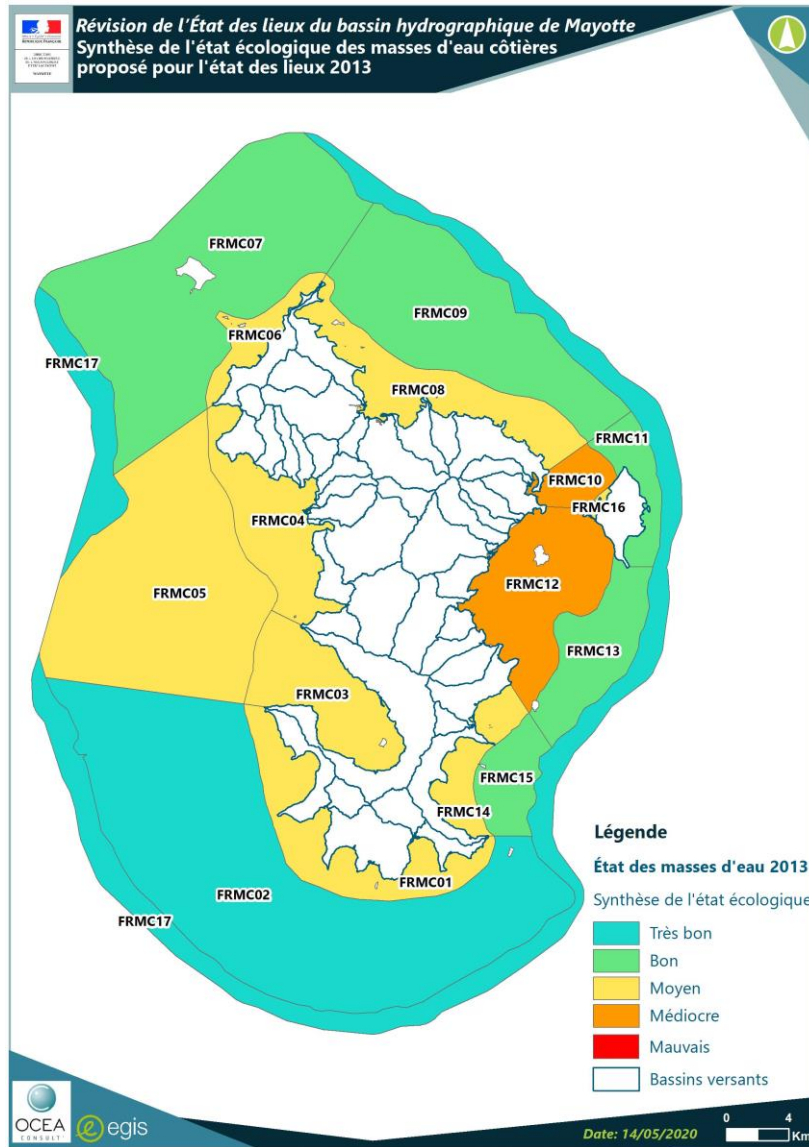 Révision de l'État des lieux du bassin hydrographique de Mayotte
Synthèse de l'état écologique des masses d'eau côtières
proposé pour l'état des lieux 2013
MAYOTTE
FRMC07
FRMC09
FRMC06
FRMC17
FRMC08
FRMC11
FRMC10
FRMC16
FRMC04
FRMC12
FRMC05
FRMC13
FRMC03
FRMC15
FRMC14
FRMC01
FRMC02
FRMC17
Légende
État des masses d'eau 2013
Synthèse de l'état écologique
Très bon
Bon
Moyen
Médiocre
Mauvais
Bassins versants
OCEA
CONSULT'
egis
Date: 14/05/2020
0 4
Km